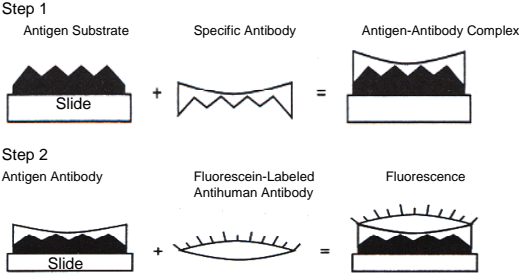 Step 1
Antigen Substrate
Specific Antibody
Antigen-Antibody Complex
Slide
+
=
Step 2
Antigen Antibody
Fluorescein-Labeled
Antihuman Antibody
Fluorescence
Slide
+
=